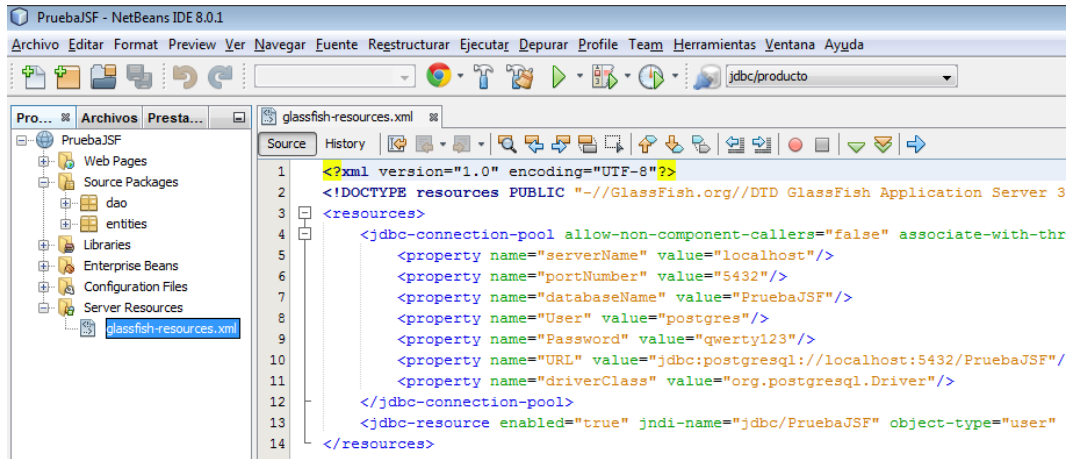 PruebaJSF - NetBeans IDE 8.0.1
Archivo Editar Format Preview Ver Navegar Fuente Reestructurar Ejecutar Depurar Profile Team Herramientas Ventana Ayuda
jdbc/producto
Pro... Archivos Presta...
PruebaJSF
Web Pages
Source Packages
dao
entities
Libraries
Enterprise Beans
Configuration Files
Server Resources
glassfish-resources.xml
glassfish-resources.xml
Source History
1 <?xml version="1.0" encoding="UTF-8"?>
2 <!DOCTYPE resources PUBLIC "-//GlassFish.org//DTD GlassFish Application Server 3
3 <resources>
4 <jdbc-connection-pool allow-non-component-callers="false" associate-with-thr
5 <property name="serverName" value="localhost"/>
6 <property name="portNumber" value="5432"/>
7 <property name="databaseName" value="PruebaJSF"/>
8 <property name="User" value="postgres"/>
9 <property name="Password" value="qwerty123"/>
10 <property name="URL" value="jdbc:postgresql://localhost:5432/PruebaJSF"/
11 <property name="driverClass" value="org.postgresql.Driver"/>
12 </jdbc-connection-pool>
13 <jdbc-resource enabled="true" jndi-name="jdbc/PruebaJSF" object-type="user"
14 </resources>